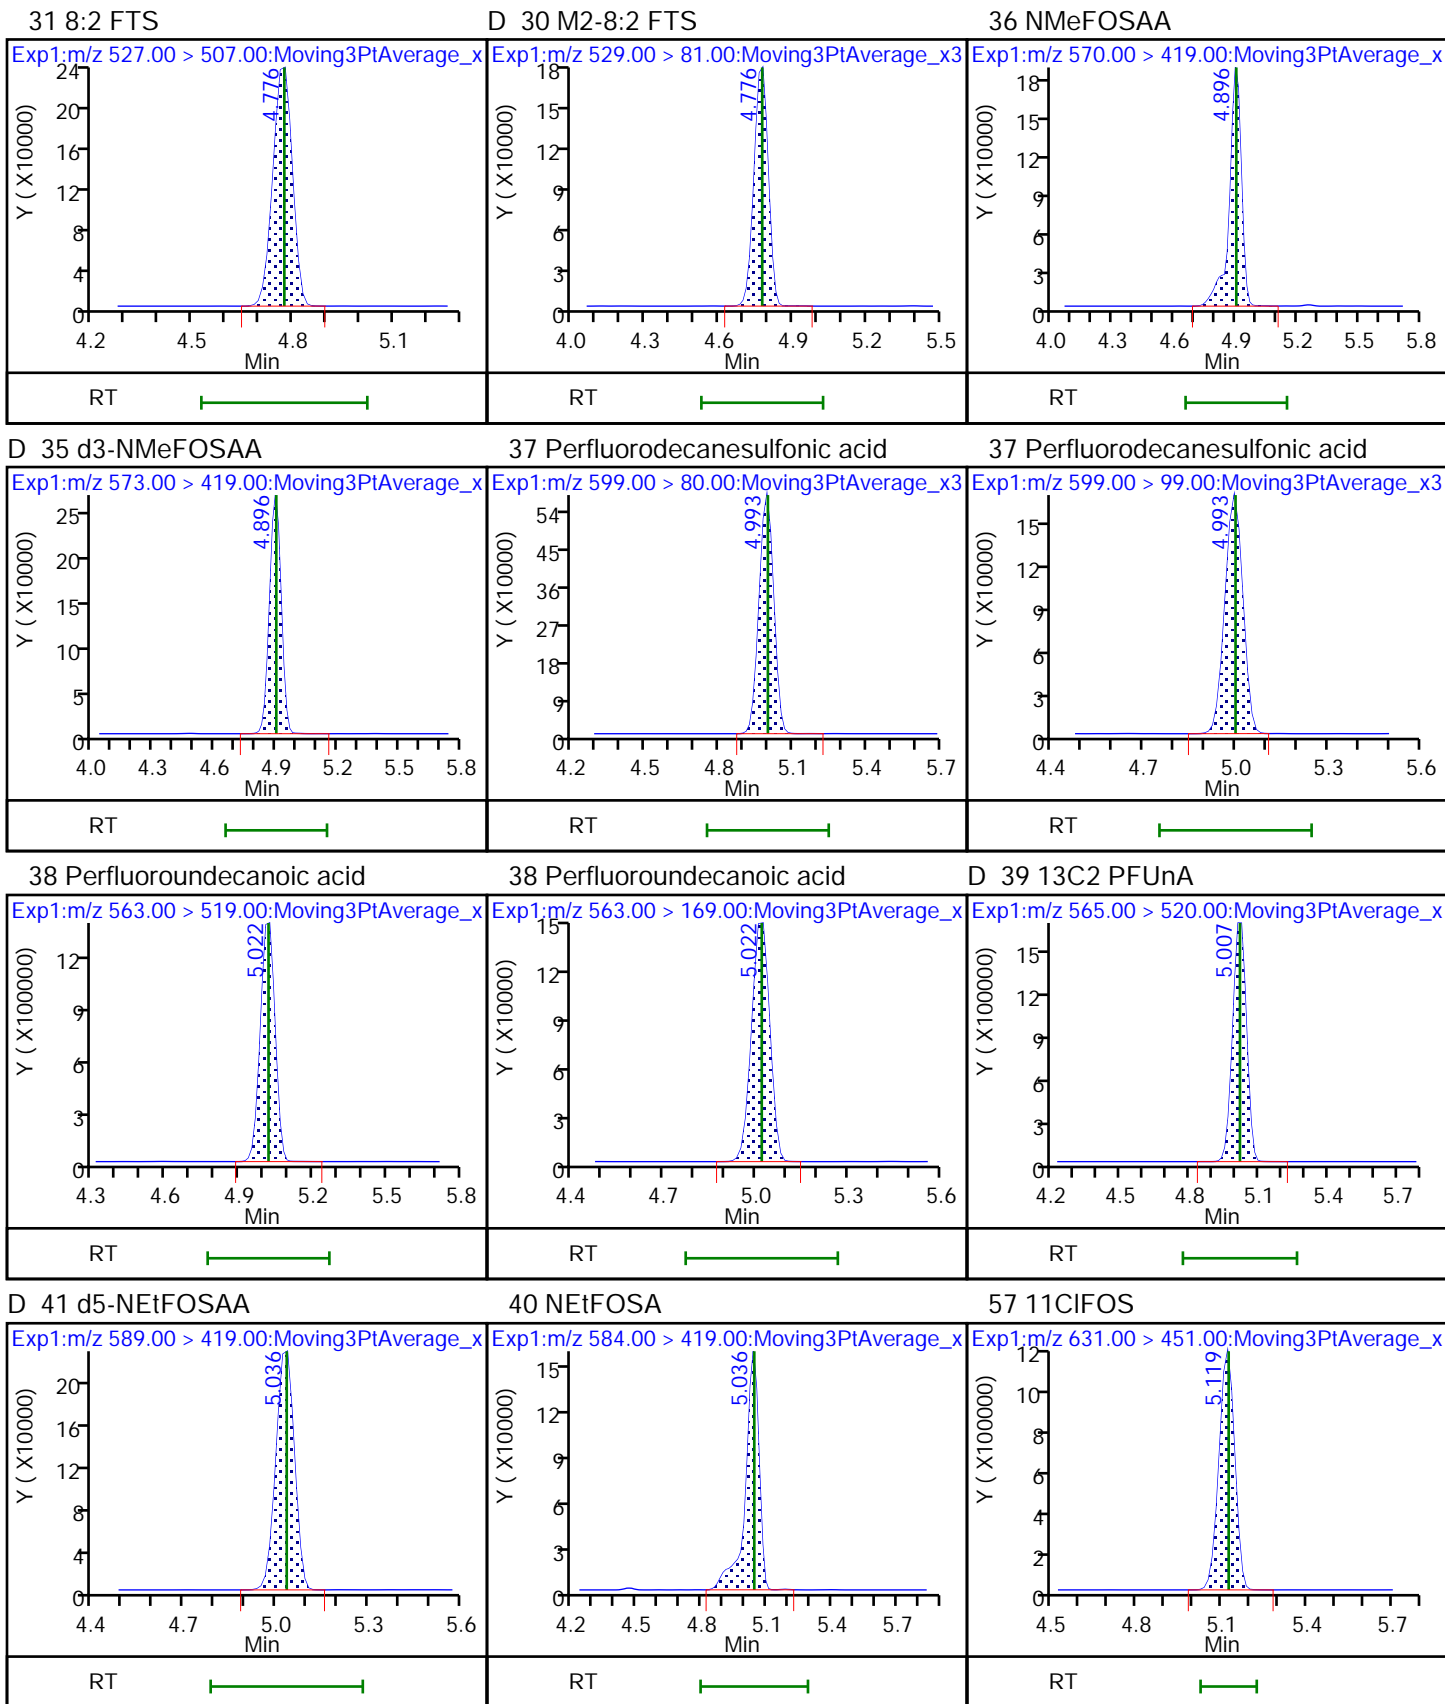 31 8:2 FTS
Exp1:m/z 527.00 > 507.00:Moving3PtAverage_x
Y ( X10000)
24
20
16
12
8
4
0
4.776
4.2 4.5 4.8 5.1
Min
RT
D 30 M2-8:2 FTS
Exp1:m/z 529.00 > 81.00:Moving3PtAverage_x3
Y ( X10000)
18
15
12
9
6
3
0
4.776
4.0 4.3 4.6 4.9 5.2 5.5
Min
RT
36 NMeFOSAA
Exp1:m/z 570.00 > 419.00:Moving3PtAverage_x
Y ( X10000)
18
15
12
9
6
3
0
4.896
4.0 4.3 4.6 4.9 5.2 5.5 5.8
Min
RT
D 35 d3-NMeFOSAA
Exp1:m/z 573.00 > 419.00:Moving3PtAverage_x
Y ( X10000)
25
20
15
10
5
0
4.896
4.0 4.3 4.6 4.9 5.2 5.5 5.8
Min
RT
37 Perfluorodecanesulfonic acid
Exp1:m/z 599.00 > 80.00:Moving3PtAverage_x3
Y ( X10000)
54
45
36
27
18
9
0
4.993
4.2 4.5 4.8 5.1 5.4 5.7
Min
RT
37 Perfluorodecanesulfonic acid
Exp1:m/z 599.00 > 99.00:Moving3PtAverage_x3
Y ( X10000)
15
12
9
6
3
0
4.993
4.4 4.7 5.0 5.3 5.6
Min
RT
38 Perfluoroundecanoic acid
Exp1:m/z 563.00 > 519.00:Moving3PtAverage_x
Y ( X100000)
12
9
6
3
0
5.022
4.3 4.6 4.9 5.2 5.5 5.8
Min
RT
38 Perfluoroundecanoic acid
Exp1:m/z 563.00 > 169.00:Moving3PtAverage_x
Y ( X10000)
15
12
9
6
3
0
5.022
4.4 4.7 5.0 5.3 5.6
Min
RT
D 39 13C2 PFUnA
Exp1:m/z 565.00 > 520.00:Moving3PtAverage_x
Y ( X100000)
15
12
9
6
3
0
5.007
4.2 4.5 4.8 5.1 5.4 5.7
Min
RT
D 41 d5-NEtFOSAA
Exp1:m/z 589.00 > 419.00:Moving3PtAverage_x
Y ( X100000)
20
16
12
8
4
0
5.036
4.4 4.7 5.0 5.3 5.6
Min
RT
40 NEtFOSA
Exp1:m/z 584.00 > 419.00:Moving3PtAverage_x
Y ( X10000)
15
12
9
6
3
0
5.036
4.2 4.5 4.8 5.1 5.4 5.7
Min
RT
57 11ClFOS
Exp1:m/z 631.00 > 451.00:Moving3PtAverage_x
Y ( X100000)
12
10
8
6
4
2
0
5.119
4.5 4.8 5.1 5.4 5.7
Min
RT